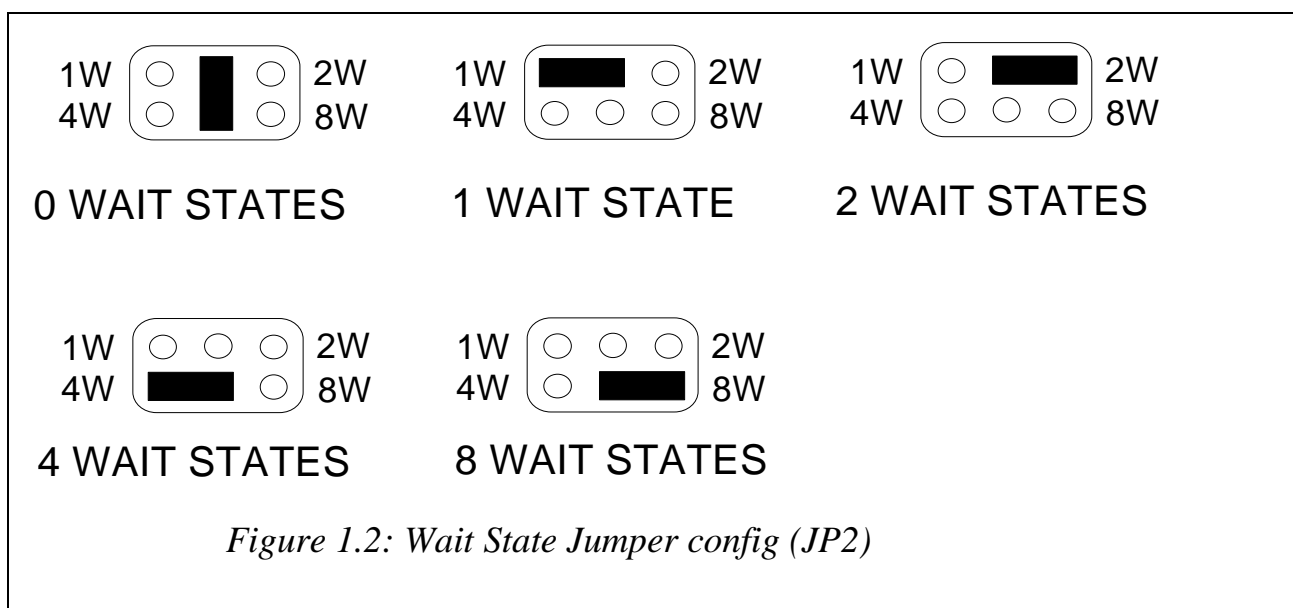 1W 2W
4W 8W
0 WAIT STATES
1W 2W
4W 8W
1 WAIT STATE
1W 2W
4W 8W
2 WAIT STATES
1W 2W
4W 8W
4 WAIT STATES
1W 2W
4W 8W
8 WAIT STATES
Figure 1.2: Wait State Jumper config (JP2)